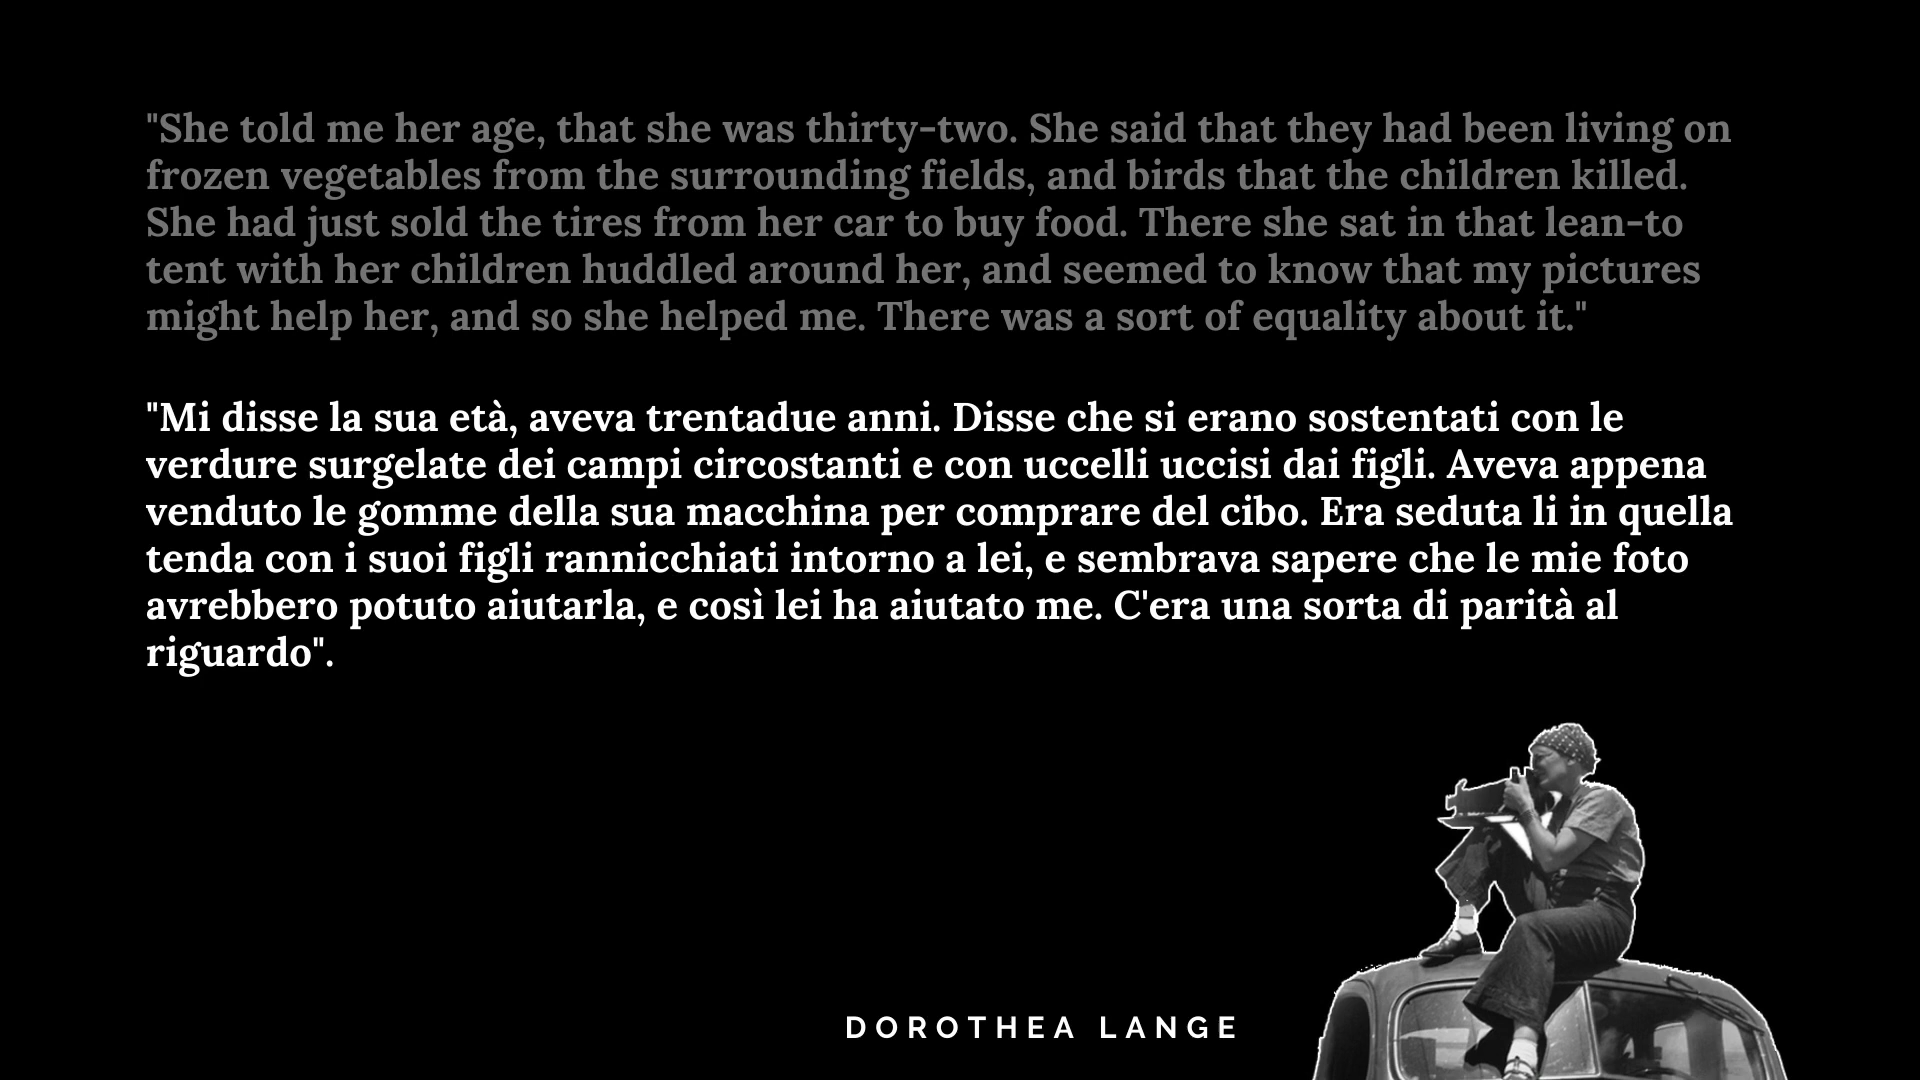 "She told me her age, that she was thirty-two. She said that they had been living on
frozen vegetables from the surrounding fields, and birds that the children killed.
She had just sold the tires from her car to buy food. There she sat in that lean-to
tent with her children huddled around her, and seemed to know that my pictures
might help her, and so she helped me. There was a sort of equality about it."
"Mi disse la sua età, aveva trentadue anni. Disse che si erano sostentati con le
verdure surgelate dei campi circostanti e con uccelli uccisi dai figli. Aveva appena
venduto le gomme della sua macchina per comprare del cibo. Era seduta li in quella
tenda con i suoi figli rannicchiati intorno a lei, e sembrava sapere che le mie foto
avrebbero potuto aiutarla, e così lei ha aiutato me. C'era una sorta di parità al
riguardo".
DOROTHEA LANGE